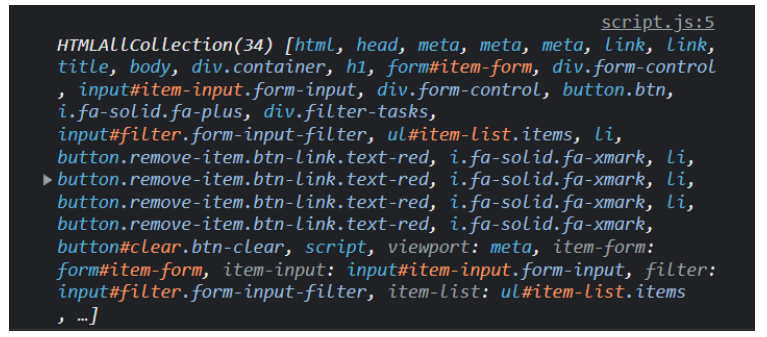 script.js:5
HTMLAllCollection(34) [html, head, meta, meta, meta, link, link,
title, body, div.container, h1, form#item-form, div.form-control
, input#item-input.form-input, div.form-control, button.btn,
i.fa-solid.fa-plus, div.filter-tasks,
input#filter.form-input-filter, ul#item-list.items, li,
button.remove-item.btn-link.text-red, i.fa-solid.fa-xmark, li,
button.remove-item.btn-link.text-red, i.fa-solid.fa-xmark, li,
button.remove-item.btn-link.text-red, i.fa-solid.fa-xmark, li,
button.remove-item.btn-link.text-red, i.fa-solid.fa-xmark,
button#clear.btn-clear, script, viewport: meta, item-form:
form#item-form, item-input: input#item-input.form-input, filter:
input#filter.form-input-filter, item-list: ul#item-list.items
, …]